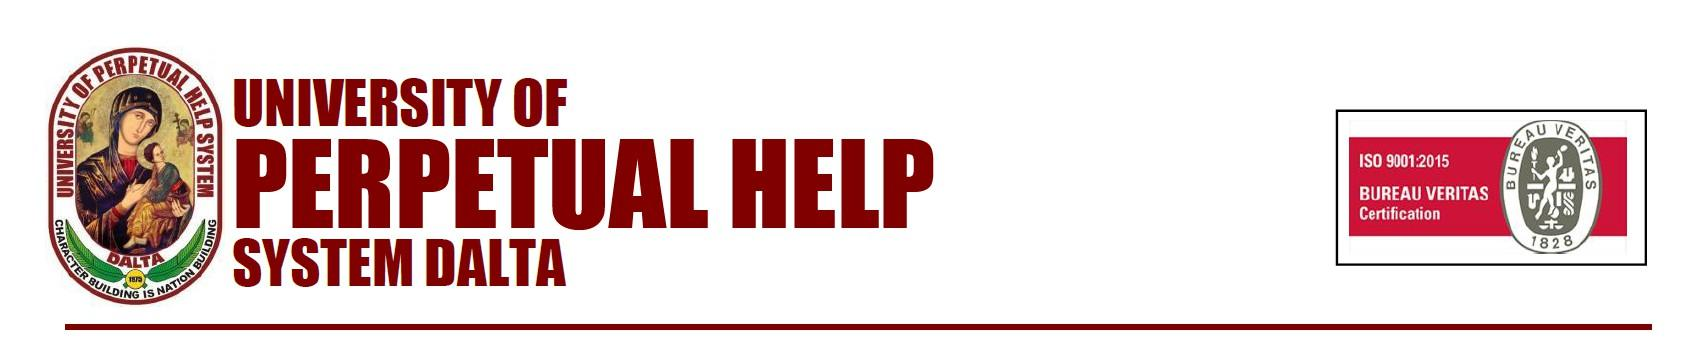 UNIVERSITY OF PERPETUAL HELP SYSTEM
DALTA
1975
CHARACTER BUILDING IS NATION BUILDING
UNIVERSITY OF
PERPETUAL HELP
SYSTEM DALTA
ISO 9001:2015
BUREAU VERITAS
Certification
BUREAU VERITAS
1828